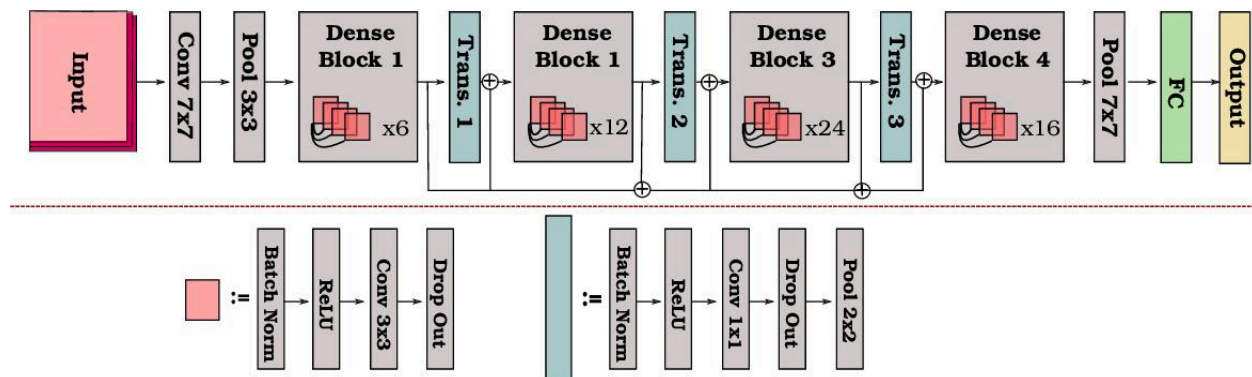 Input
Conv 7x7
Pool 3x3
Dense
Block 1
x6
Trans. 1
Dense
Block 1
x12
Trans. 2
Dense
Block 3
x24
Trans. 3
Dense
Block 4
x16
Pool 7x7
FC
Output
:=
Batch Norm
ReLU
Conv 3x3
Drop Out
:=
Batch Norm
ReLU
Conv 1x1
Drop Out
Pool 2x2